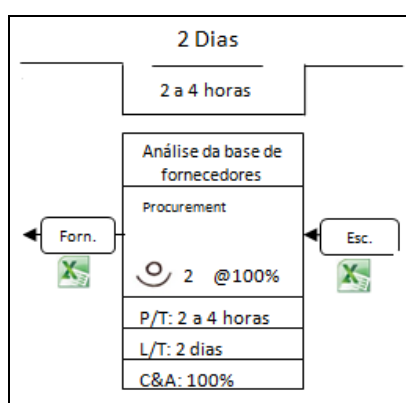 2 Dias
2 a 4 horas
Análise da base de
fornecedores
Procurement
Forn.
Esc.
2 @100%
P/T: 2 a 4 horas
L/T: 2 dias
C&A: 100%